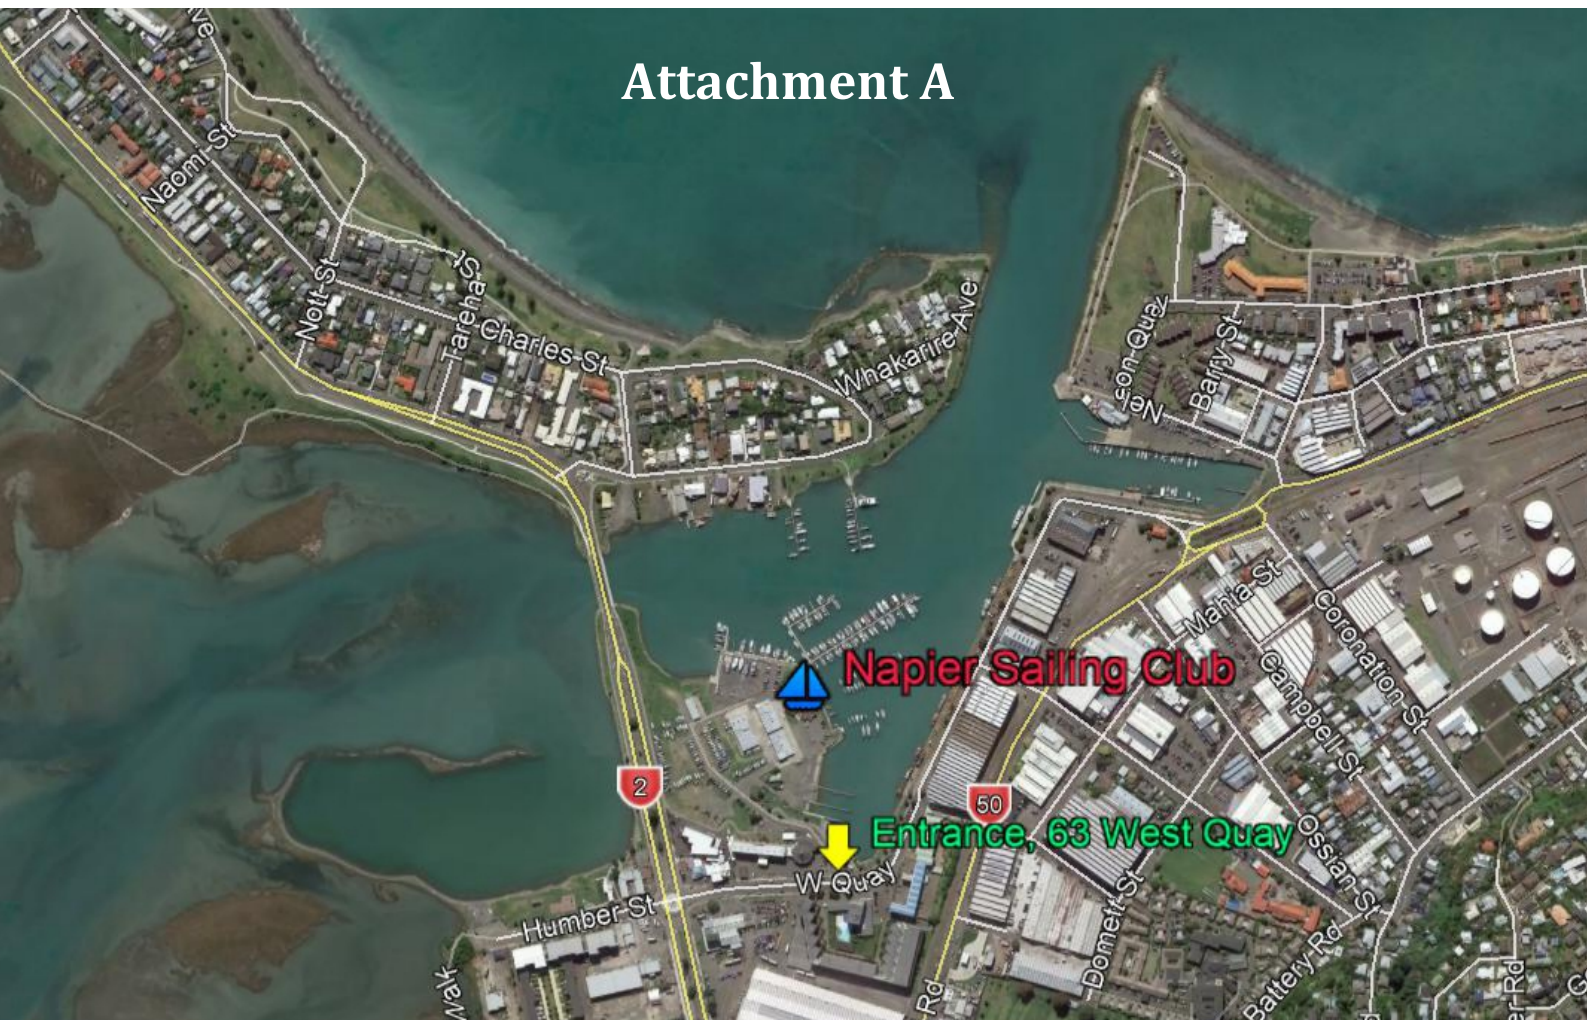 Attachment A
Naomi St
Nott St
Tareha St
Charles St
Whakarire Ave
Nelson Quay
Barry St
Mahia St
Coronation St
Campbell St
Napier Sailing Club
2
50
Entrance, 63 West Quay
W Quay
Humber St
Ossian St
Domett St
Battery Rd
Rd